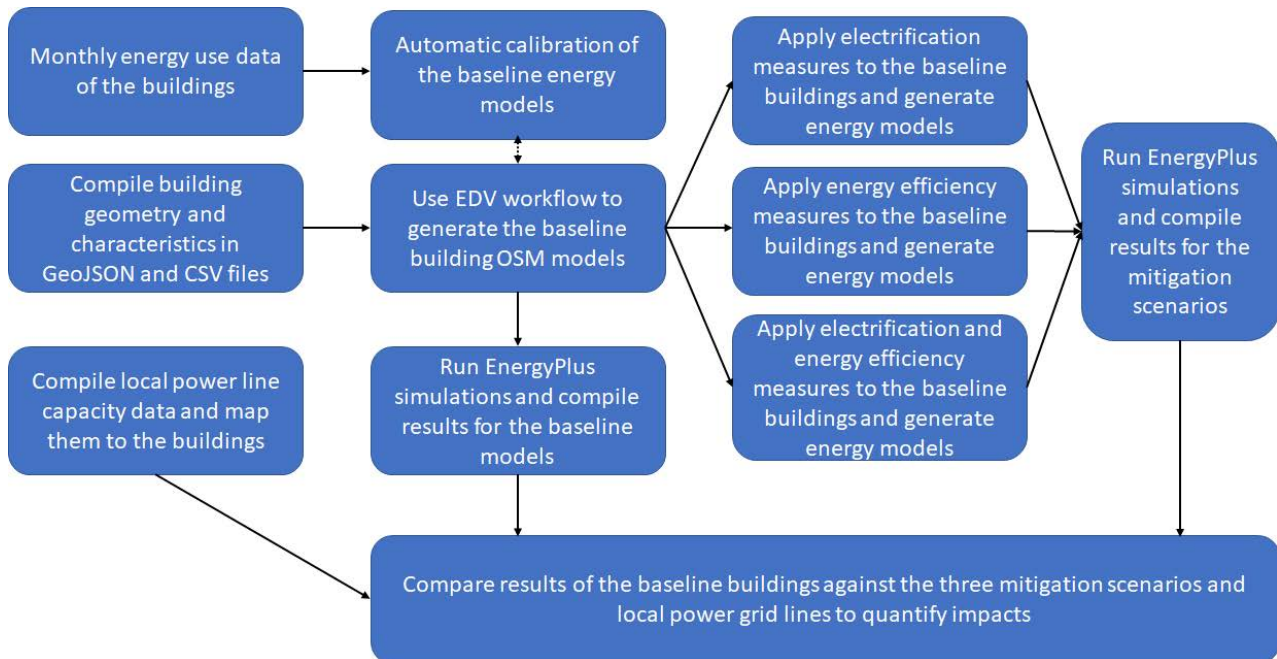 Monthly energy use data
of the buildings
Automatic calibration of
the baseline energy
models
Apply electrification
measures to the baseline
buildings and generate
energy models
Compile building
geometry and
characteristics in
GeoJSON and CSV files
Use EDV workflow to
generate the baseline
building OSM models
Apply energy efficiency
measures to the baseline
buildings and generate
energy models
Run EnergyPlus
simulations
and compile
results for the
mitigation
scenarios
Compile local power line
capacity data and map
them to the buildings
Run EnergyPlus
simulations and compile
results for the baseline
models
Apply electrification and
energy efficiency
measures to the baseline
buildings and generate
energy models
Compare results of the baseline buildings against the three mitigation scenarios and
local power grid lines to quantify impacts